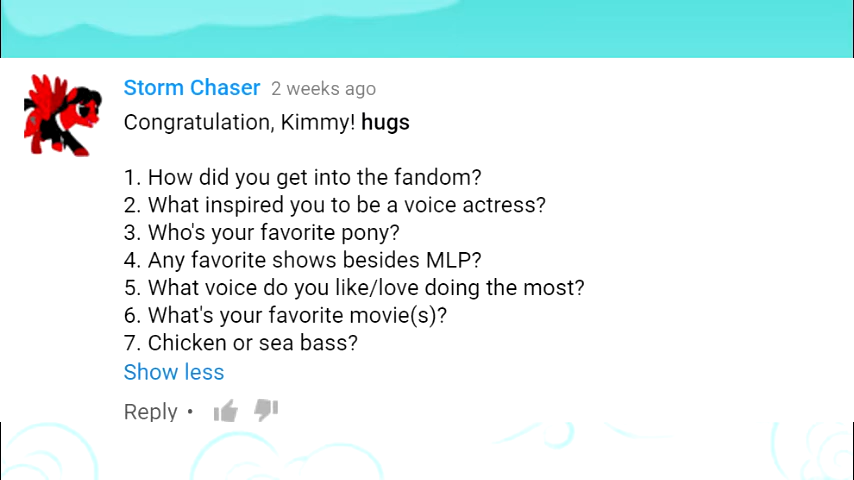 Storm Chaser 2 weeks ago
Congratulation, Kimmy! hugs
1. How did you get into the fandom?
2. What inspired you to be a voice actress?
3. Who's your favorite pony?
4. Any favorite shows besides MLP?
5. What voice do you like/love doing the most?
6. What's your favorite movie(s)?
7. Chicken or sea bass?
Show less
Reply •